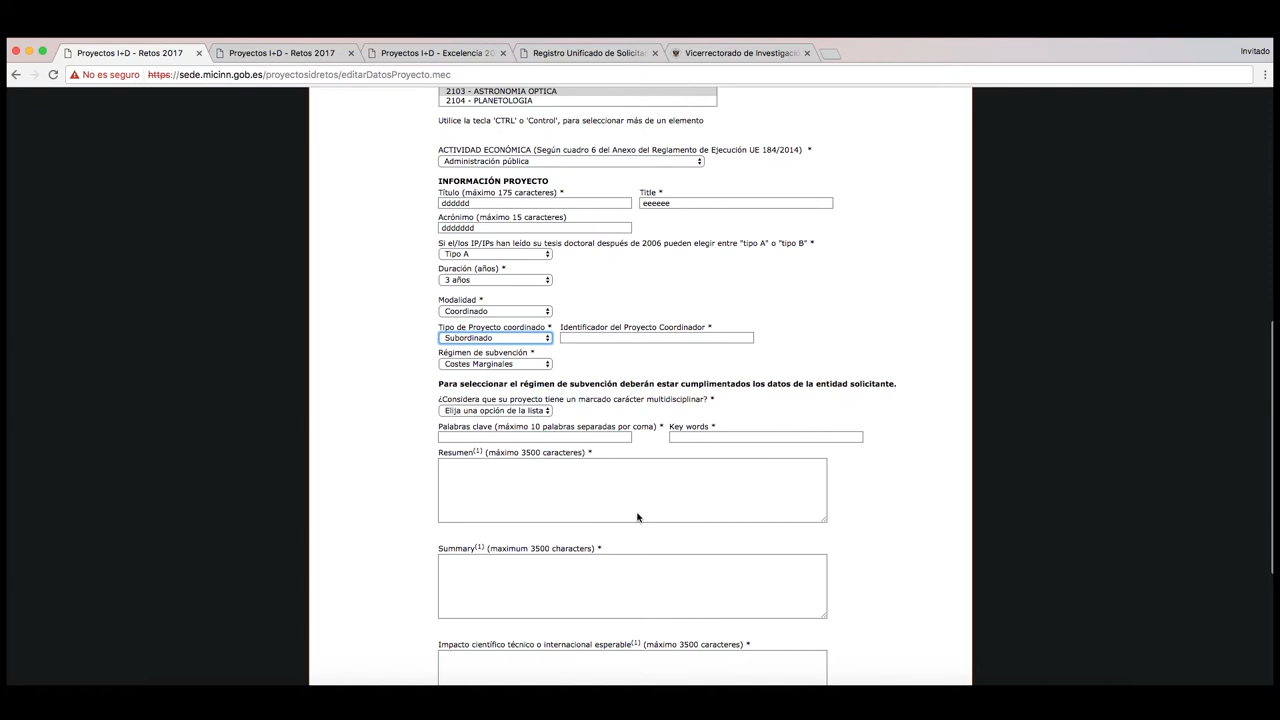 Proyectos I+D - Retos 2017
Proyectos I+D - Retos 2017
Proyectos I+D - Excelencia 20
Registro Unificado de Solicita
Vicerrectorado de Investigació
Invitado
No es seguro https://sede.micinn.gob.es/proyectosidretos/editarDatosProyecto.mec
2103 - ASTRONOMIA OPTICA
2104 - PLANETOLOGIA
Utilice la tecla 'CTRL' o 'Control', para seleccionar más de un elemento
ACTIVIDAD ECONÓMICA (Según cuadro 6 del Anexo del Reglamento de Ejecución UE 184/2014) *
Administración pública
INFORMACIÓN PROYECTO
Título (máximo 175 caracteres) * Title *
dddddd eeeeee
Acrónimo (máximo 15 caracteres)
ddddddd
Si el/los IP/IPs han leído su tesis doctoral después de 2006 pueden elegir entre "tipo A" o "tipo B" *
Tipo A
Duración (años) *
3 años
Modalidad *
Coordinado
Tipo de Proyecto coordinado * Identificador del Proyecto Coordinador *
Subordinado
Régimen de subvención *
Costes Marginales
Para seleccionar el régimen de subvención deberán estar cumplimentados los datos de la entidad solicitante.
¿Considera que su proyecto tiene un marcado carácter multidisciplinar? *
Elija una opción de la lista
Palabras clave (máximo 10 palabras separadas por coma) * Key words *
Resumen(1) (máximo 3500 caracteres) *
Summary(1) (maximum 3500 characters) *
Impacto científico técnico o internacional esperable(1) (máximo 3500 caracteres) *